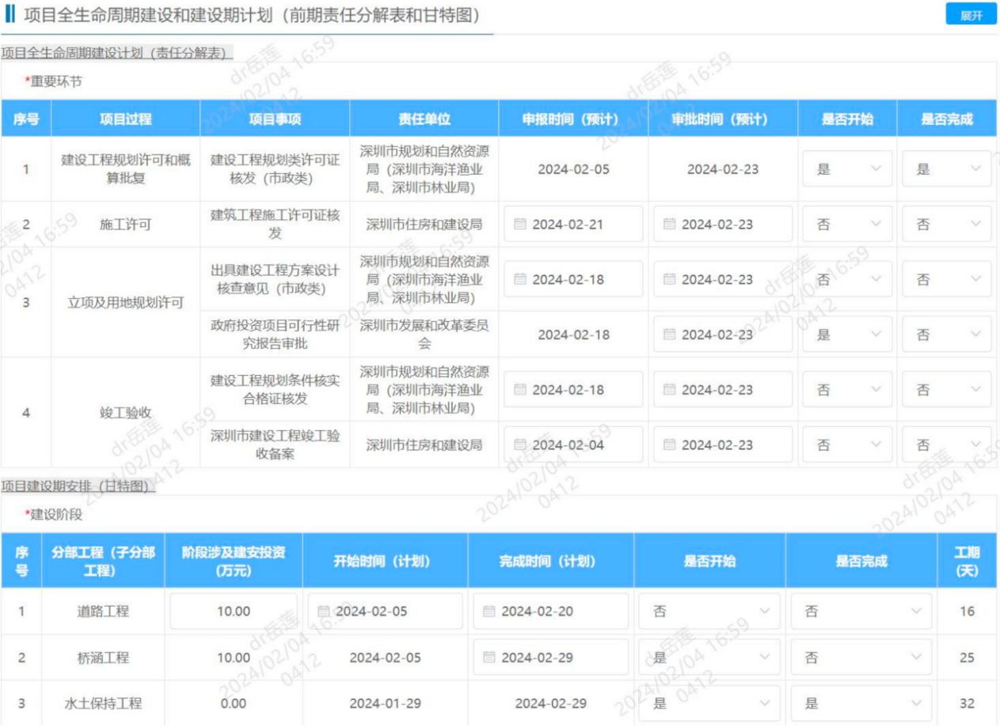 项目全生命周期建设和建设期计划（前期责任分解表和甘特图）
展开
项目全生命周期建设计划（责任分解表）
*重要环节
序号 项目过程 项目事项 责任单位 申报时间（预计） 审批时间（预计） 是否开始 是否完成
1 建设工程规划许可和概算批复 建设工程规划类许可证核发（市政类） 深圳市规划和自然资源局（深圳市海洋渔业局、深圳市林业局） 2024-02-05 2024-02-23 是 是
2 施工许可 建筑工程施工许可证核发 深圳市住房和建设局 2024-02-21 2024-02-23 否 否
3 立项及用地规划许可 出具建设工程方案设计核查意见（市政类） 深圳市规划和自然资源局（深圳市海洋渔业局、深圳市林业局） 2024-02-18 2024-02-23 否 否
政府投资项目可行性研究报告审批 深圳市发展和改革委员会 2024-02-18 2024-02-23 是 否
4 竣工验收 建设工程规划条件核实合格证核发 深圳市规划和自然资源局（深圳市海洋渔业局、深圳市林业局） 2024-02-18 2024-02-23 否 否
深圳市建设工程竣工验收备案 深圳市住房和建设局 2024-02-04 2024-02-23 否 否
项目建设期安排（甘特图）
*建设阶段
序号 分部工程（子分部工程） 阶段涉及建安投资（万元） 开始时间（计划） 完成时间（计划） 是否开始 是否完成 工期（天）
1 道路工程 10.00 2024-02-05 2024-02-20 否 否 16
2 桥涵工程 10.00 2024-02-05 2024-02-29 是 否 25
3 水土保持工程 0.00 2024-01-29 2024-02-29 是 是 32
dr岳莲
2024/02/04 16:59
0412